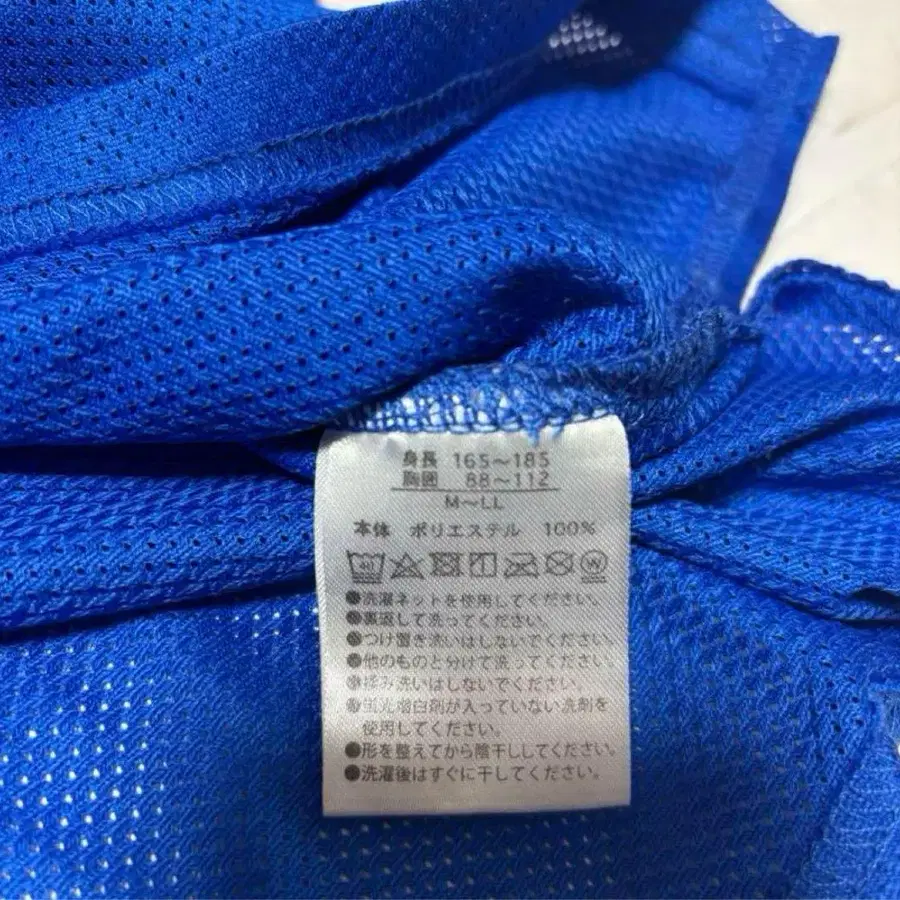 身長 165～185
胸囲 88～112
M～LL
本体 ポリエステル 100%
40 W
●洗濯ネットを使用してください。
●裏返して洗ってください。
●つけ置き洗いはしないでください。
●他のものと分けて洗ってください。
●揉み洗いはしないでください。
●蛍光増白剤が入っていない洗剤を
使用してください。
●形を整えてから陰干ししてください。
●洗濯後はすぐに干してください。